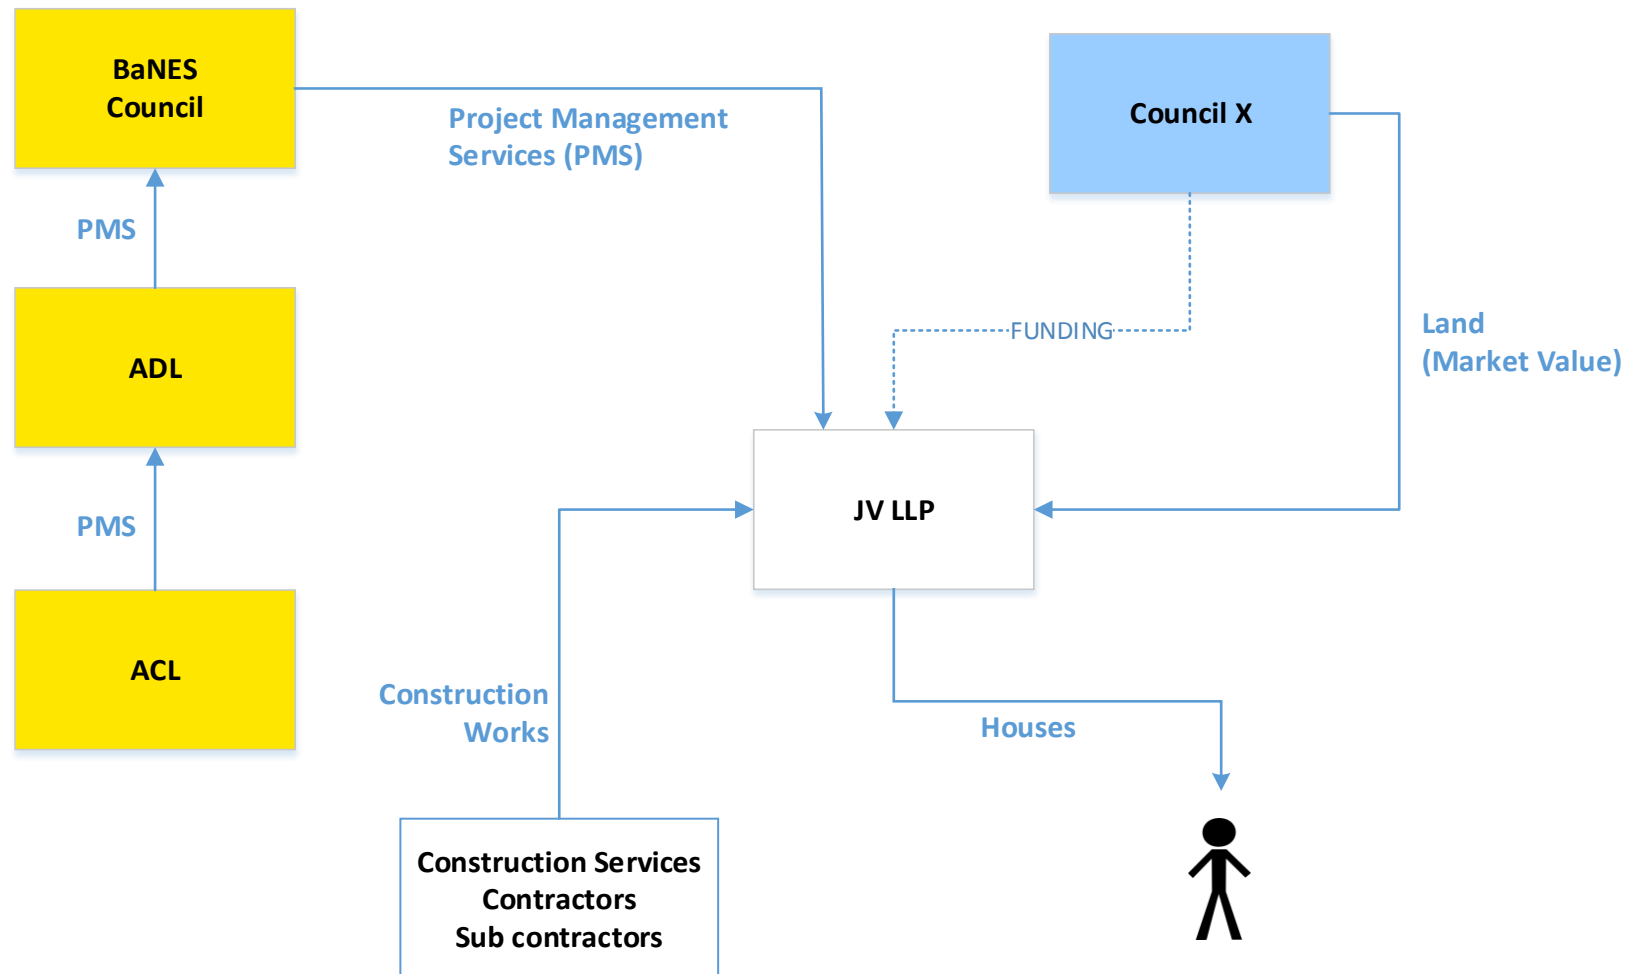 BaNES
Council
Project Management
Services (PMS)
Council X
PMS
ADL
FUNDING
Land
(Market Value)
PMS
JV LLP
ACL
Construction
Works
Houses
Construction Services
Contractors
Sub contractors